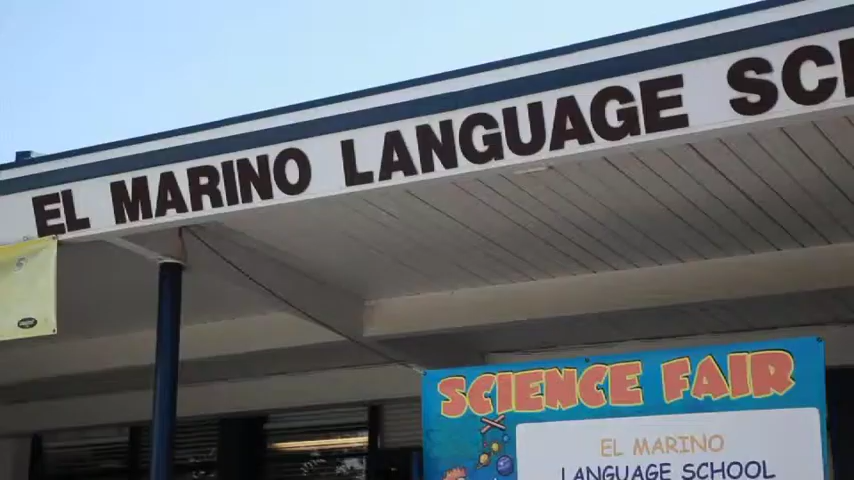 EL MARINO LANGUAGE SC
SCIENCE FAIR
EL MARINO
LANGUAGE SCHOOL